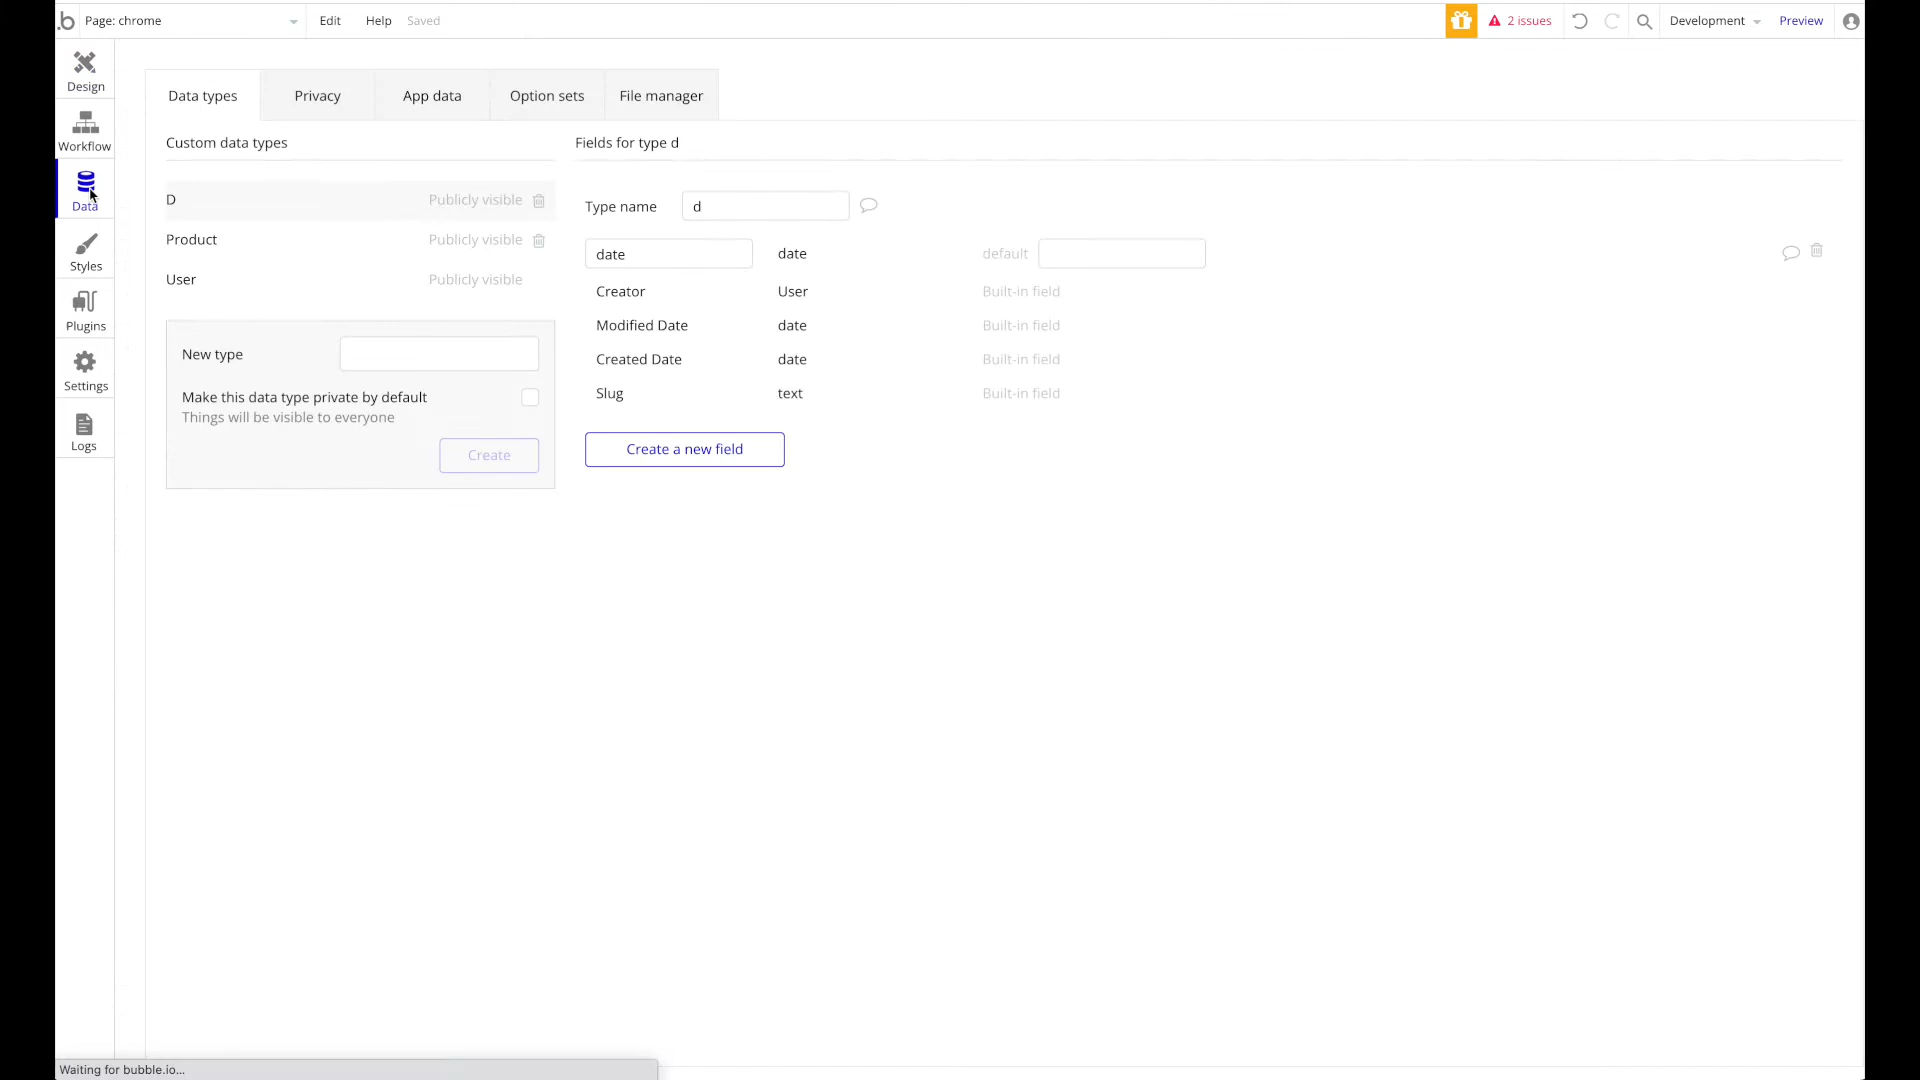 b Page: chrome Edit Help Saved 2 issues Development Preview
Design
Workflow
Data
Styles
Plugins
Settings
Logs
Data types Privacy App data Option sets File manager
Custom data types
D Publicly visible
Product Publicly visible
User Publicly visible
New type
Make this data type private by default
Things will be visible to everyone
Create
Fields for type d
Type name d
date date default
Creator User Built-in field
Modified Date date Built-in field
Created Date date Built-in field
Slug text Built-in field
Create a new field
Waiting for bubble.io...